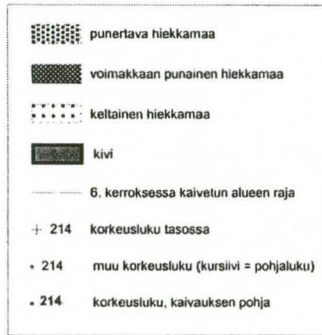 punertava hiekkamaa
voimakkaan punainen hiekkamaa
keltainen hiekkamaa
kivi
6. kerroksessa kaivetun alueen raja
214 korkeusluku tasossa
214 muu korkeusluku (kursiivi = pohjaluku)
214 korkeusluku, kaivauksen pohja